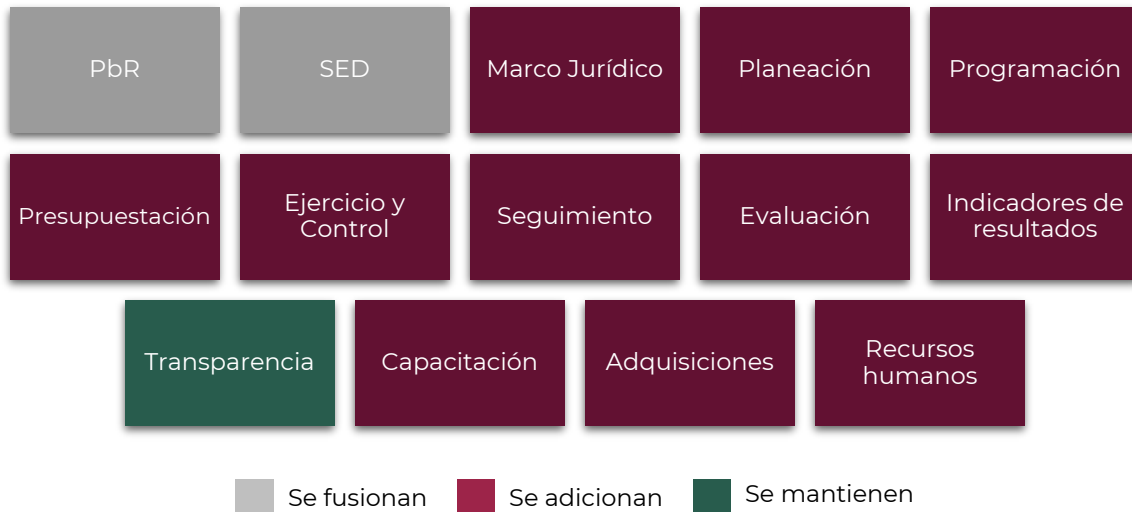 PbR
SED
Marco Jurídico
Planeación
Programación
Presupuestación
Ejercicio y
Control
Seguimiento
Evaluación
Indicadores de
resultados
Transparencia
Capacitación
Adquisiciones
Recursos
humanos
Se fusionan
Se adicionan
Se mantienen